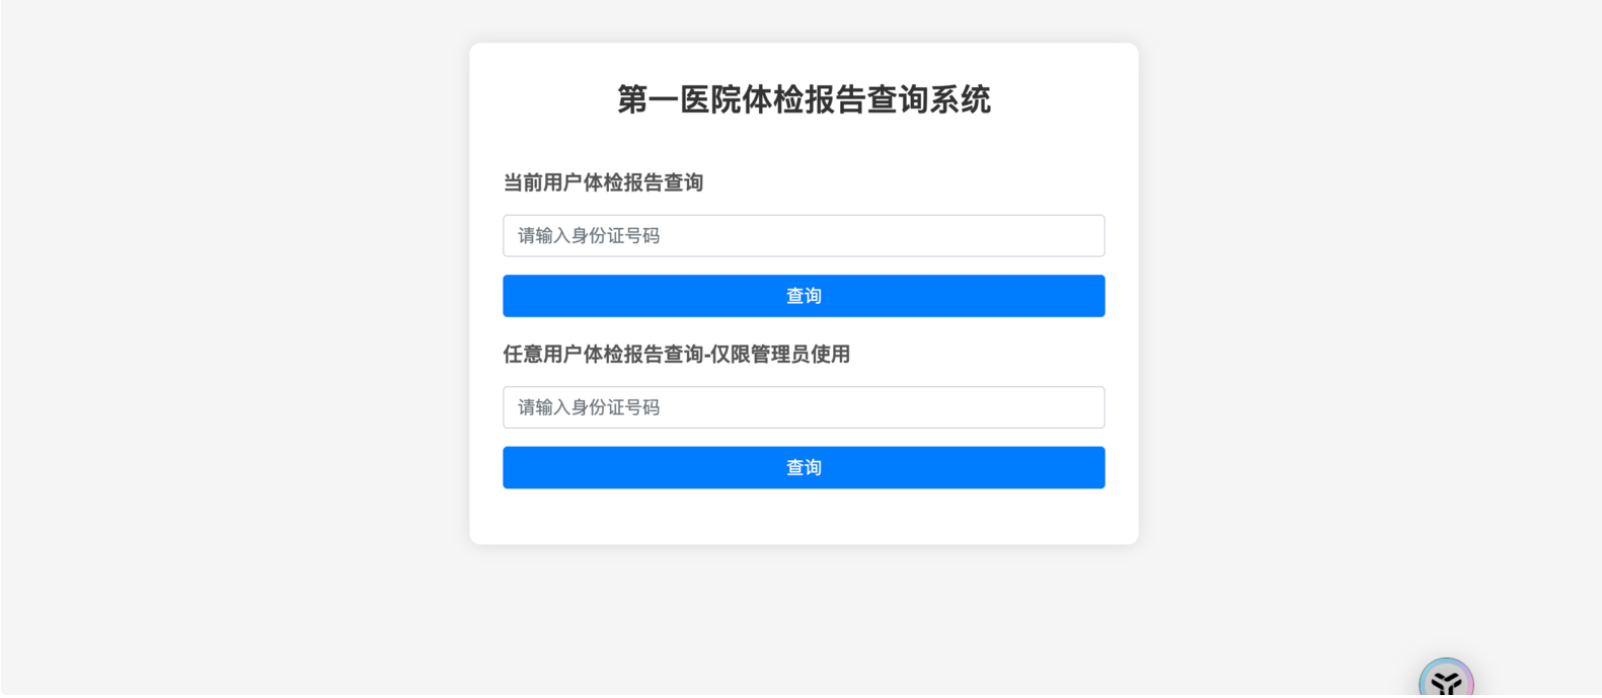 第一医院体检报告查询系统
当前用户体检报告查询
请输入身份证号码
查询
任意用户体检报告查询-仅限管理员使用
请输入身份证号码
查询